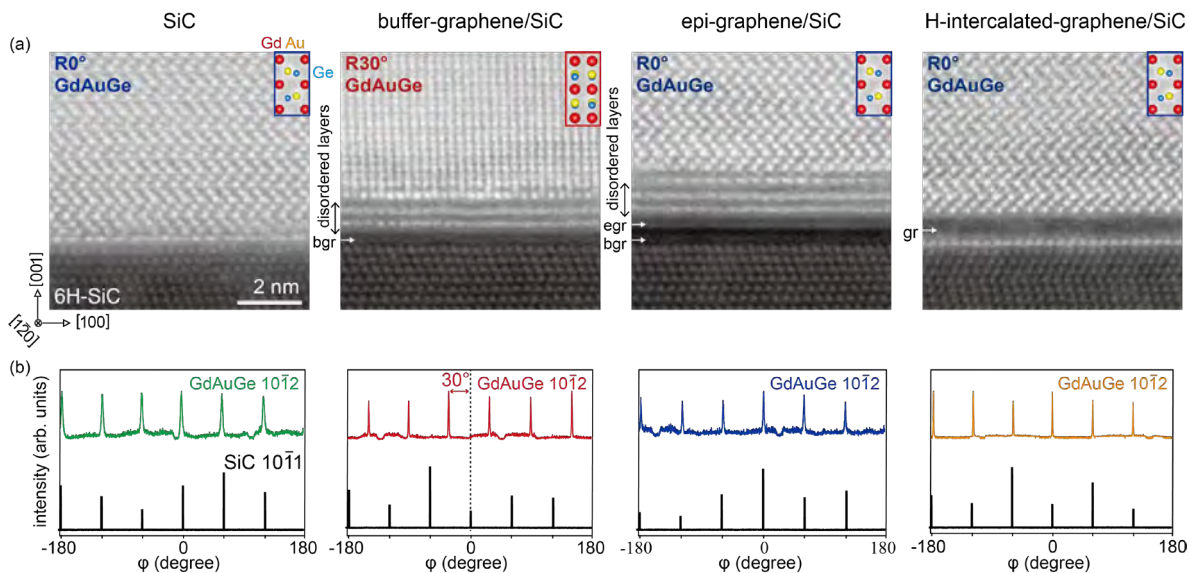 SiC
buffer-graphene/SiC
epi-graphene/SiC
H-intercalated-graphene/SiC
(a)
Gd Au
Ge
R0°
GdAuGe
6H-SiC
2 nm
[001]
[100]
[12̄0]
R30°
GdAuGe
disordered layers
bgr
R0°
GdAuGe
disordered layers
egr
bgr
R0°
GdAuGe
gr
(b)
intensity (arb. units)
GdAuGe 101̄2
SiC 101̄1
-180 0 180
φ (degree)
30°
GdAuGe 101̄2
-180 0 180
φ (degree)
GdAuGe 101̄2
-180 0 180
φ (degree)
GdAuGe 101̄2
-180 0 180
φ (degree)